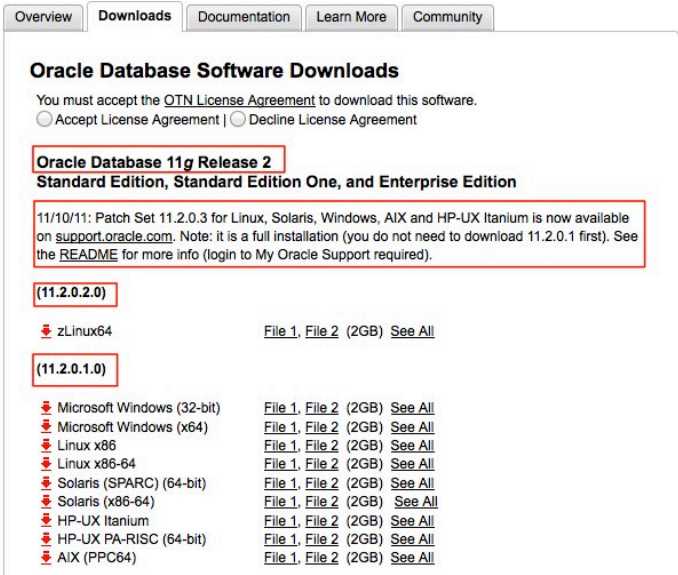 Overview Downloads Documentation Learn More Community
Oracle Database Software Downloads
You must accept the OTN License Agreement to download this software.
Accept License Agreement | Decline License Agreement
Oracle Database 11g Release 2
Standard Edition, Standard Edition One, and Enterprise Edition
11/10/11: Patch Set 11.2.0.3 for Linux, Solaris, Windows, AIX and HP-UX Itanium is now available
on support.oracle.com. Note: it is a full installation (you do not need to download 11.2.0.1 first). See
the README for more info (login to My Oracle Support required).
(11.2.0.2.0)
zLinux64 File 1, File 2 (2GB) See All
(11.2.0.1.0)
Microsoft Windows (32-bit) File 1, File 2 (2GB) See All
Microsoft Windows (x64) File 1, File 2 (2GB) See All
Linux x86 File 1, File 2 (2GB) See All
Linux x86-64 File 1, File 2 (2GB) See All
Solaris (SPARC) (64-bit) File 1, File 2 (2GB) See All
Solaris (x86-64) File 1, File 2 (2GB) See All
HP-UX Itanium File 1, File 2 (2GB) See All
HP-UX PA-RISC (64-bit) File 1, File 2 (2GB) See All
AIX (PPC64) File 1, File 2 (2GB) See All